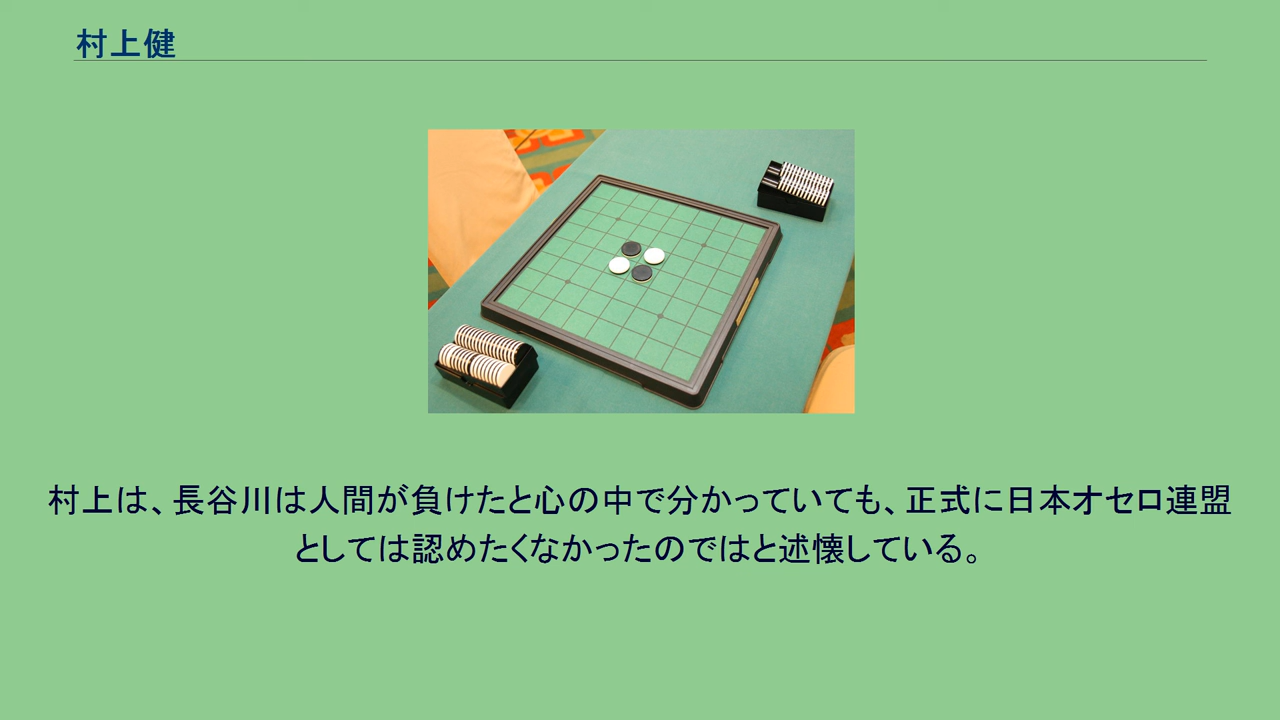 村上健
村上は、長谷川は人間が負けたと心の中で分かっていても、正式に日本オセロ連盟
としては認めたくなかったのではと述懐している。